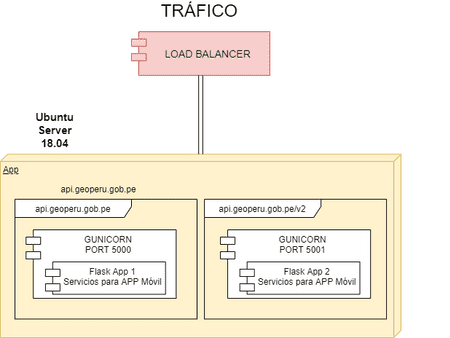 TRÁFICO
LOAD BALANCER
Ubuntu
Server
18.04
App
api.geoperu.gob.pe
api.geoperu.gob.pe
api.geoperu.gob.pe/v2
GUNICORN
PORT 5000
GUNICORN
PORT 5001
Flask App 1
Servicios para APP Móvil
Flask App 2
Servicios para APP Móvil